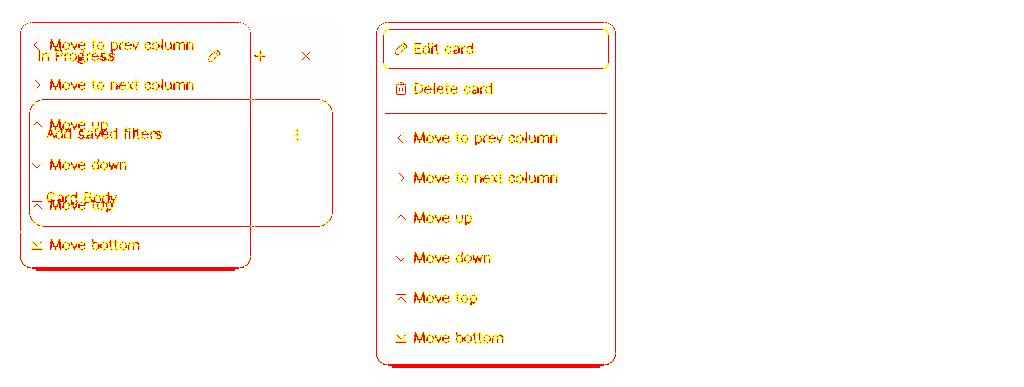 Move to prev column
In Progress
Move to next column
Move up
Add saved filters
Move down
Card Body
Move top
Move bottom
Edit card
Delete card
Move to prev column
Move to next column
Move up
Move down
Move top
Move bottom